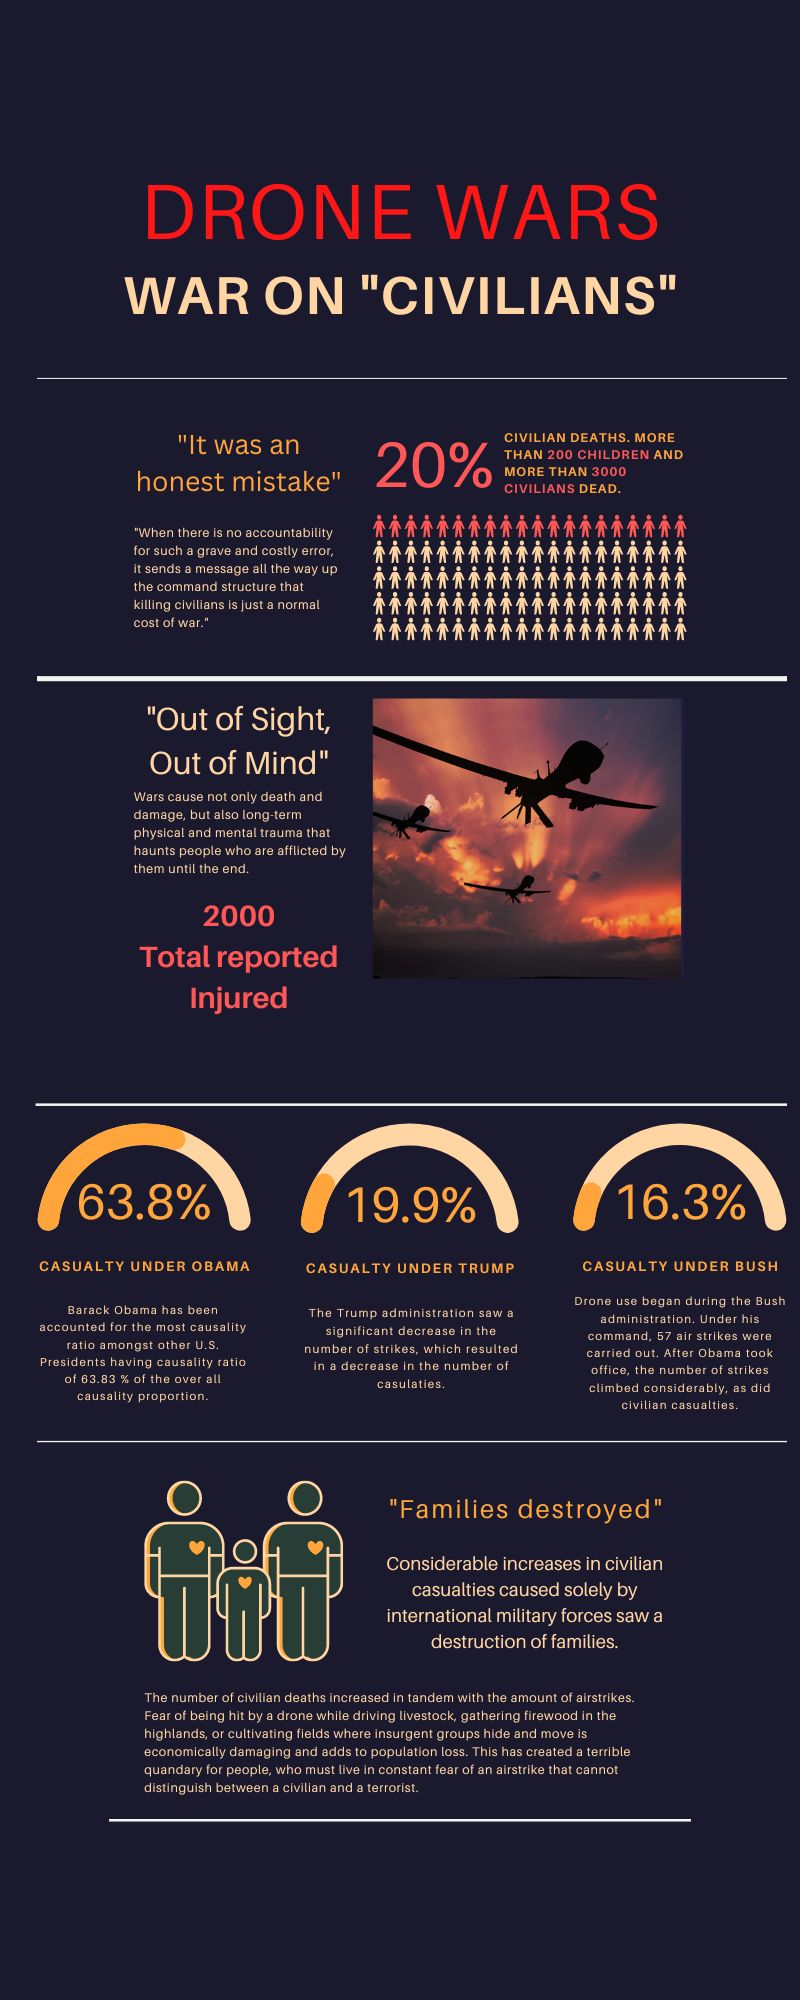 DRONE WARS
WAR ON "CIVILIANS"
"It was an
honest mistake"
"When there is no accountability
for such a grave and costly error,
it sends a message all the way up
the command structure that
killing civilians is just a normal
cost of war."
20%
CIVILIAN DEATHS. MORE
THAN 200 CHILDREN AND
MORE THAN 3000
CIVILIANS DEAD.
"Out of Sight,
Out of Mind"
Wars cause not only death and
damage, but also long-term
physical and mental trauma that
haunts people who are afflicted by
them until the end.
2000
Total reported
Injured
63.8%
CASUALTY UNDER OBAMA
Barack Obama has been
accounted for the most causality
ratio amongst other U.S.
Presidents having causality ratio
of 63.83 % of the over all
causality proportion.
19.9%
CASUALTY UNDER TRUMP
The Trump administration saw a
significant decrease in the
number of strikes, which resulted
in a decrease in the number of
casulaties.
16.3%
CASUALTY UNDER BUSH
Drone use began during the Bush
administration. Under his
command, 57 air strikes were
carried out. After Obama took
office, the number of strikes
climbed considerably, as did
civilian casualties.
"Families destroyed"
Considerable increases in civilian
casualties caused solely by
international military forces saw a
destruction of families.
The number of civilian deaths increased in tandem with the amount of airstrikes.
Fear of being hit by a drone while driving livestock, gathering firewood in the
highlands, or cultivating fields where insurgent groups hide and move is
economically damaging and adds to population loss. This has created a terrible
quandary for people, who must live in constant fear of an airstrike that cannot
distinguish between a civilian and a terrorist.